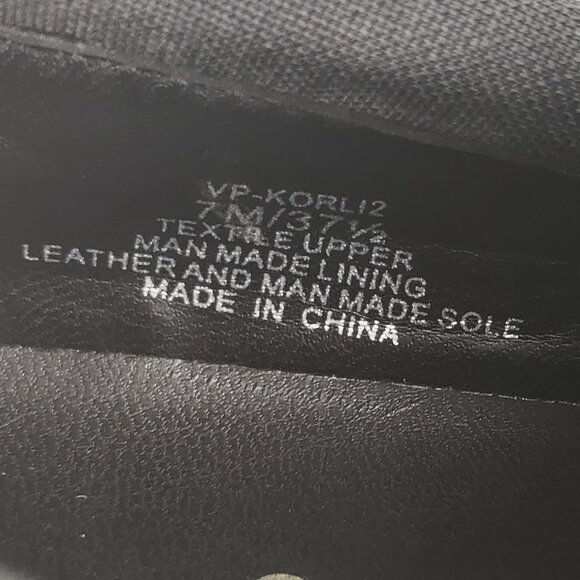 VP-KORLI2
7M/37½
TEXTILE UPPER
MAN MADE LINING
LEATHER AND MAN MADE SOLE
MADE IN CHINA